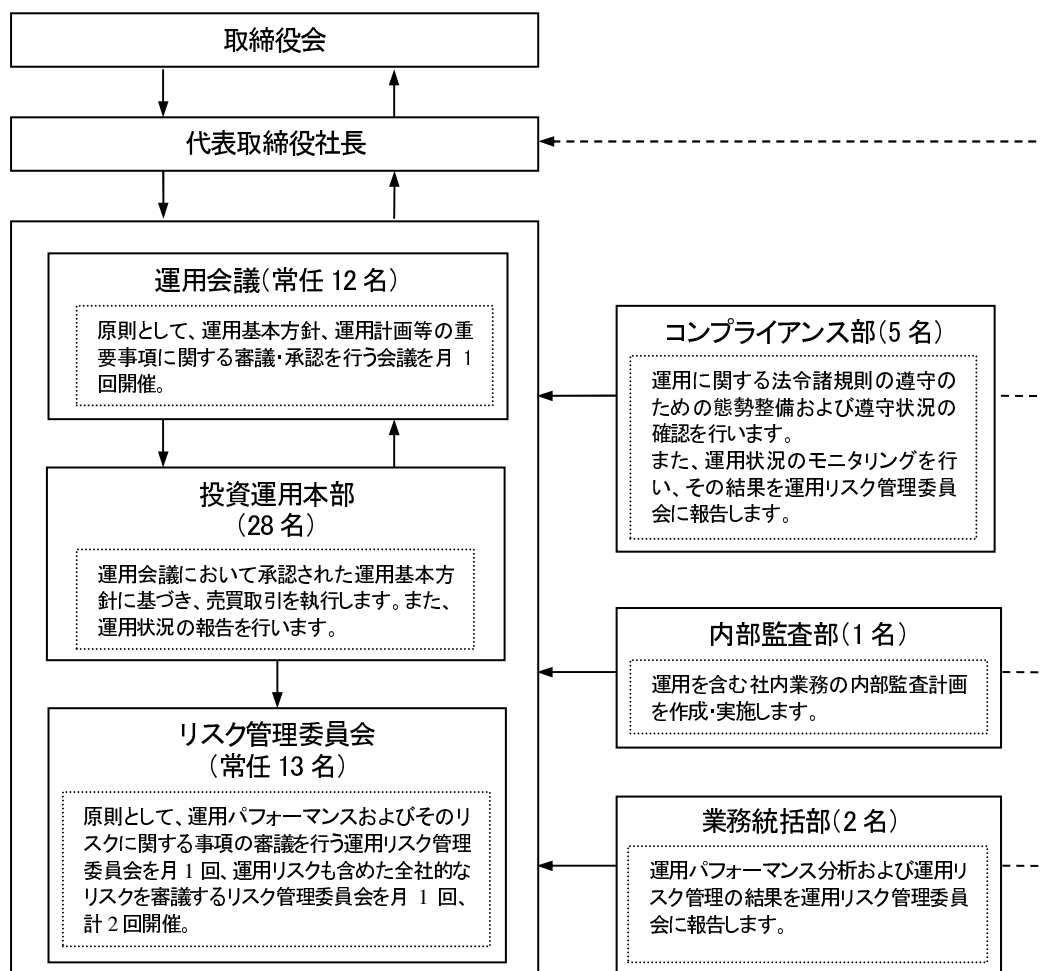 取締役会
代表取締役社長
運用会議(常任 12 名)
原則として、運用基本方針、運用計画等の重
要事項に関する審議・承認を行う会議を月 1
回開催。
投資運用本部
(28 名)
運用会議において承認された運用基本方
針に基づき、売買取引を執行します。また、
運用状況の報告を行います。
リスク管理委員会
(常任 13 名)
原則として、運用パフォーマンスおよびそのリ
スクに関する事項の審議を行う運用リスク管理
委員会を月 1 回、運用リスクも含めた全社的な
リスクを審議するリスク管理委員会を月 1 回、
計 2 回開催。
コンプライアンス部(5 名)
運用に関する法令諸規則の遵守の
ための態勢整備および遵守状況の
確認を行います。
また、運用状況のモニタリングを行
い、その結果を運用リスク管理委員
会に報告します。
内部監査部(1 名)
運用を含む社内業務の内部監査計画
を作成・実施します。
業務統括部(2 名)
運用パフォーマンス分析および運用リ
スク管理の結果を運用リスク管理委員
会に報告します。